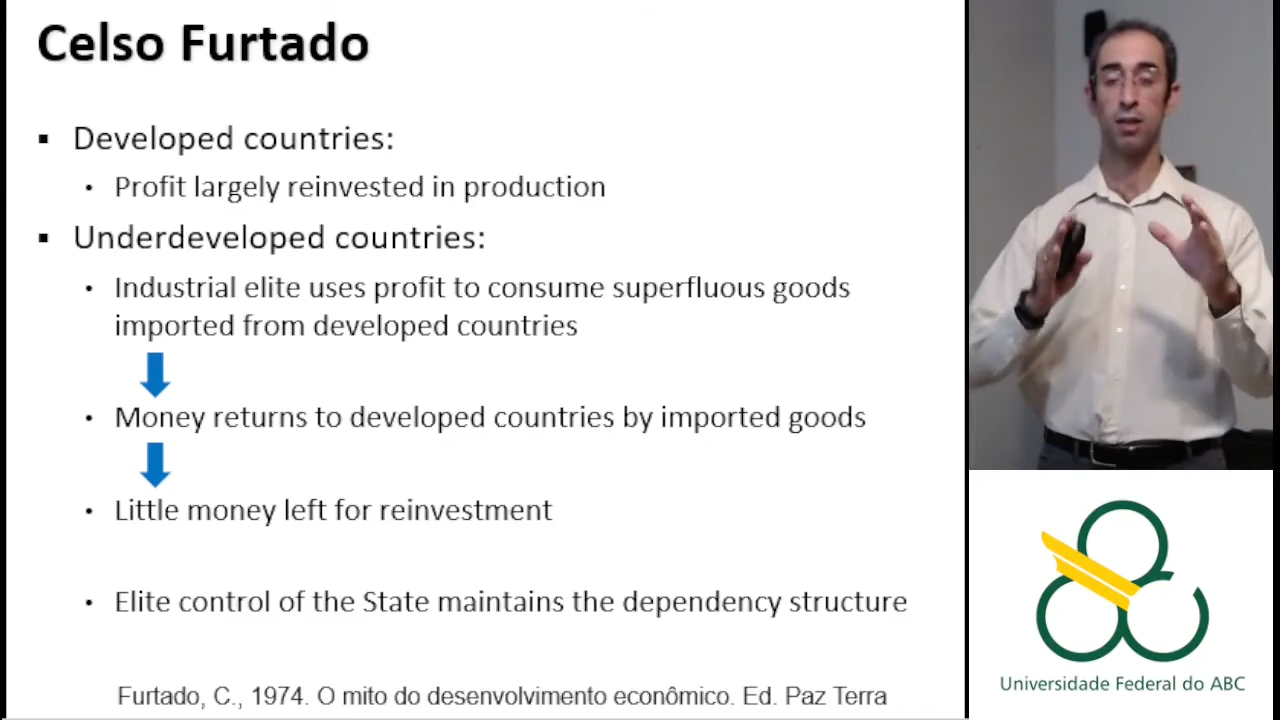 Celso Furtado
▪ Developed countries:
• Profit largely reinvested in production
▪ Underdeveloped countries:
• Industrial elite uses profit to consume superfluous goods
imported from developed countries
• Money returns to developed countries by imported goods
• Little money left for reinvestment
• Elite control of the State maintains the dependency structure
Furtado, C., 1974. O mito do desenvolvimento econômico. Ed. Paz Terra
Universidade Federal do ABC